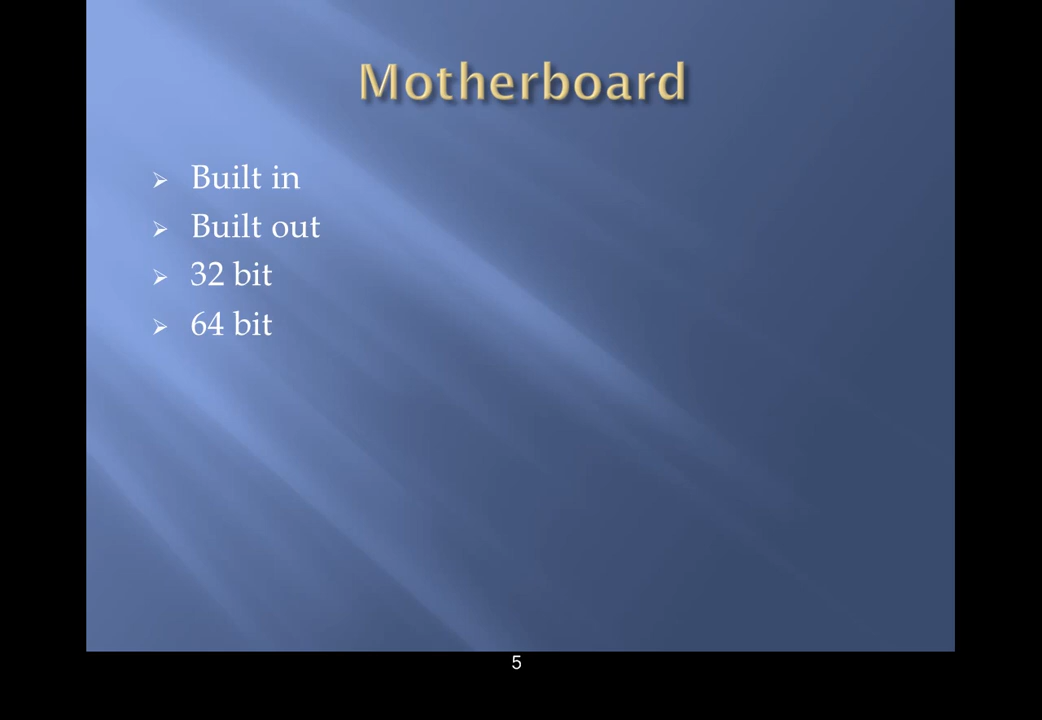 Motherboard
➢ Built in
➢ Built out
➢ 32 bit
➢ 64 bit
5